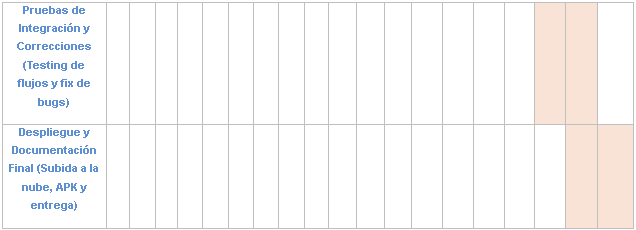 Pruebas de
Integración y
Correcciones
(Testing de
flujos y fix de
bugs)
Despliegue y
Documentación
Final (Subida a la
nube, APK y
entrega)